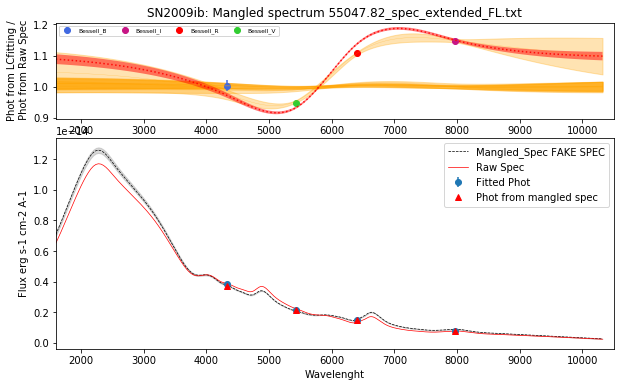 SN2009ib: Mangled spectrum 55047.82_spec_extended_FL.txt
Phot from LCfitting /
Phot from Raw Spec
1.2
1.1
1.0
0.9
Bessell_B
Bessell_I
Bessell_R
Bessell_V
2000 3000 4000 5000 6000 7000 8000 9000 10000
1e−14
Flux erg s-1 cm-2 A-1
1.2
1.0
0.8
0.6
0.4
0.2
0.0
Mangled_Spec FAKE SPEC
Raw Spec
Fitted Phot
Phot from mangled spec
2000 3000 4000 5000 6000 7000 8000 9000 10000
Wavelenght